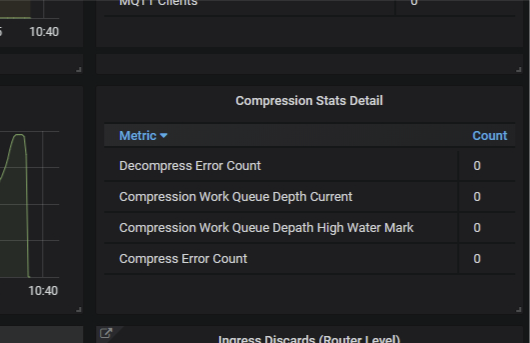 MQTT Clients 0
10:40
Compression Stats Detail
Metric Count
Decompress Error Count 0
Compression Work Queue Depth Current 0
Compression Work Queue Depath High Water Mark 0
Compress Error Count 0
10:40
Ingress Discards (Router Level)